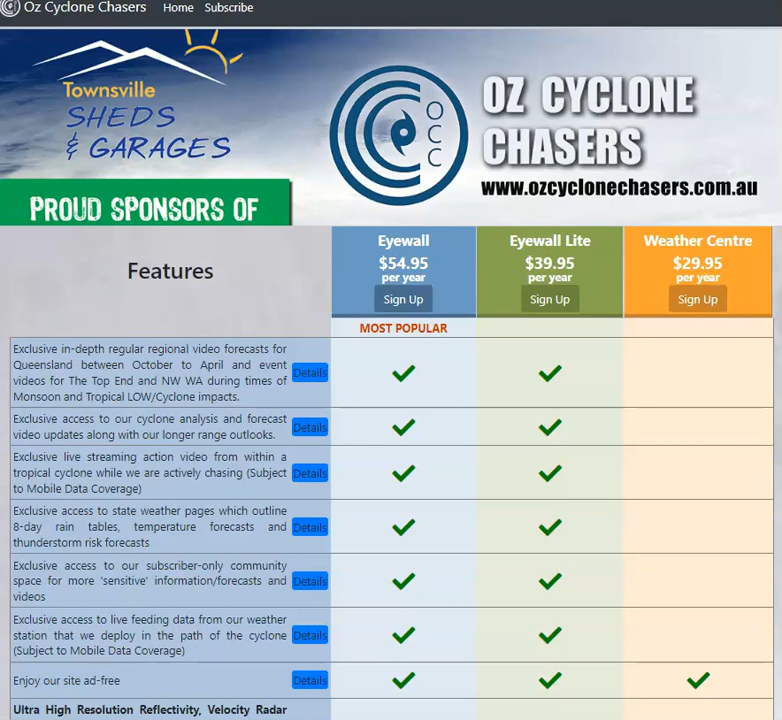 Oz Cyclone Chasers Home Subscribe
Townsville
SHEDS
& GARAGES
PROUD SPONSORS OF
OCC
OZ CYCLONE
CHASERS
www.ozcyclonechasers.com.au
Features
Eyewall
$54.95
per year
Sign Up
Eyewall Lite
$39.95
per year
Sign Up
Weather Centre
$29.95
per year
Sign Up
MOST POPULAR
Exclusive in-depth regular regional video forecasts for
Queensland between October to April and event
videos for The Top End and NW WA during times of
Monsoon and Tropical LOW/Cyclone impacts.
Details
Exclusive access to our cyclone analysis and forecast
video updates along with our longer range outlooks.
Details
Exclusive live streaming action video from within a
tropical cyclone while we are actively chasing (Subject
to Mobile Data Coverage)
Details
Exclusive access to state weather pages which outline
8-day rain tables, temperature forecasts and
thunderstorm risk forecasts
Details
Exclusive access to our subscriber-only community
space for more 'sensitive' information/forecasts and
videos
Details
Exclusive access to live feeding data from our weather
station that we deploy in the path of the cyclone
(Subject to Mobile Data Coverage)
Details
Enjoy our site ad-free
Details
Ultra High Resolution Reflectivity, Velocity Radar